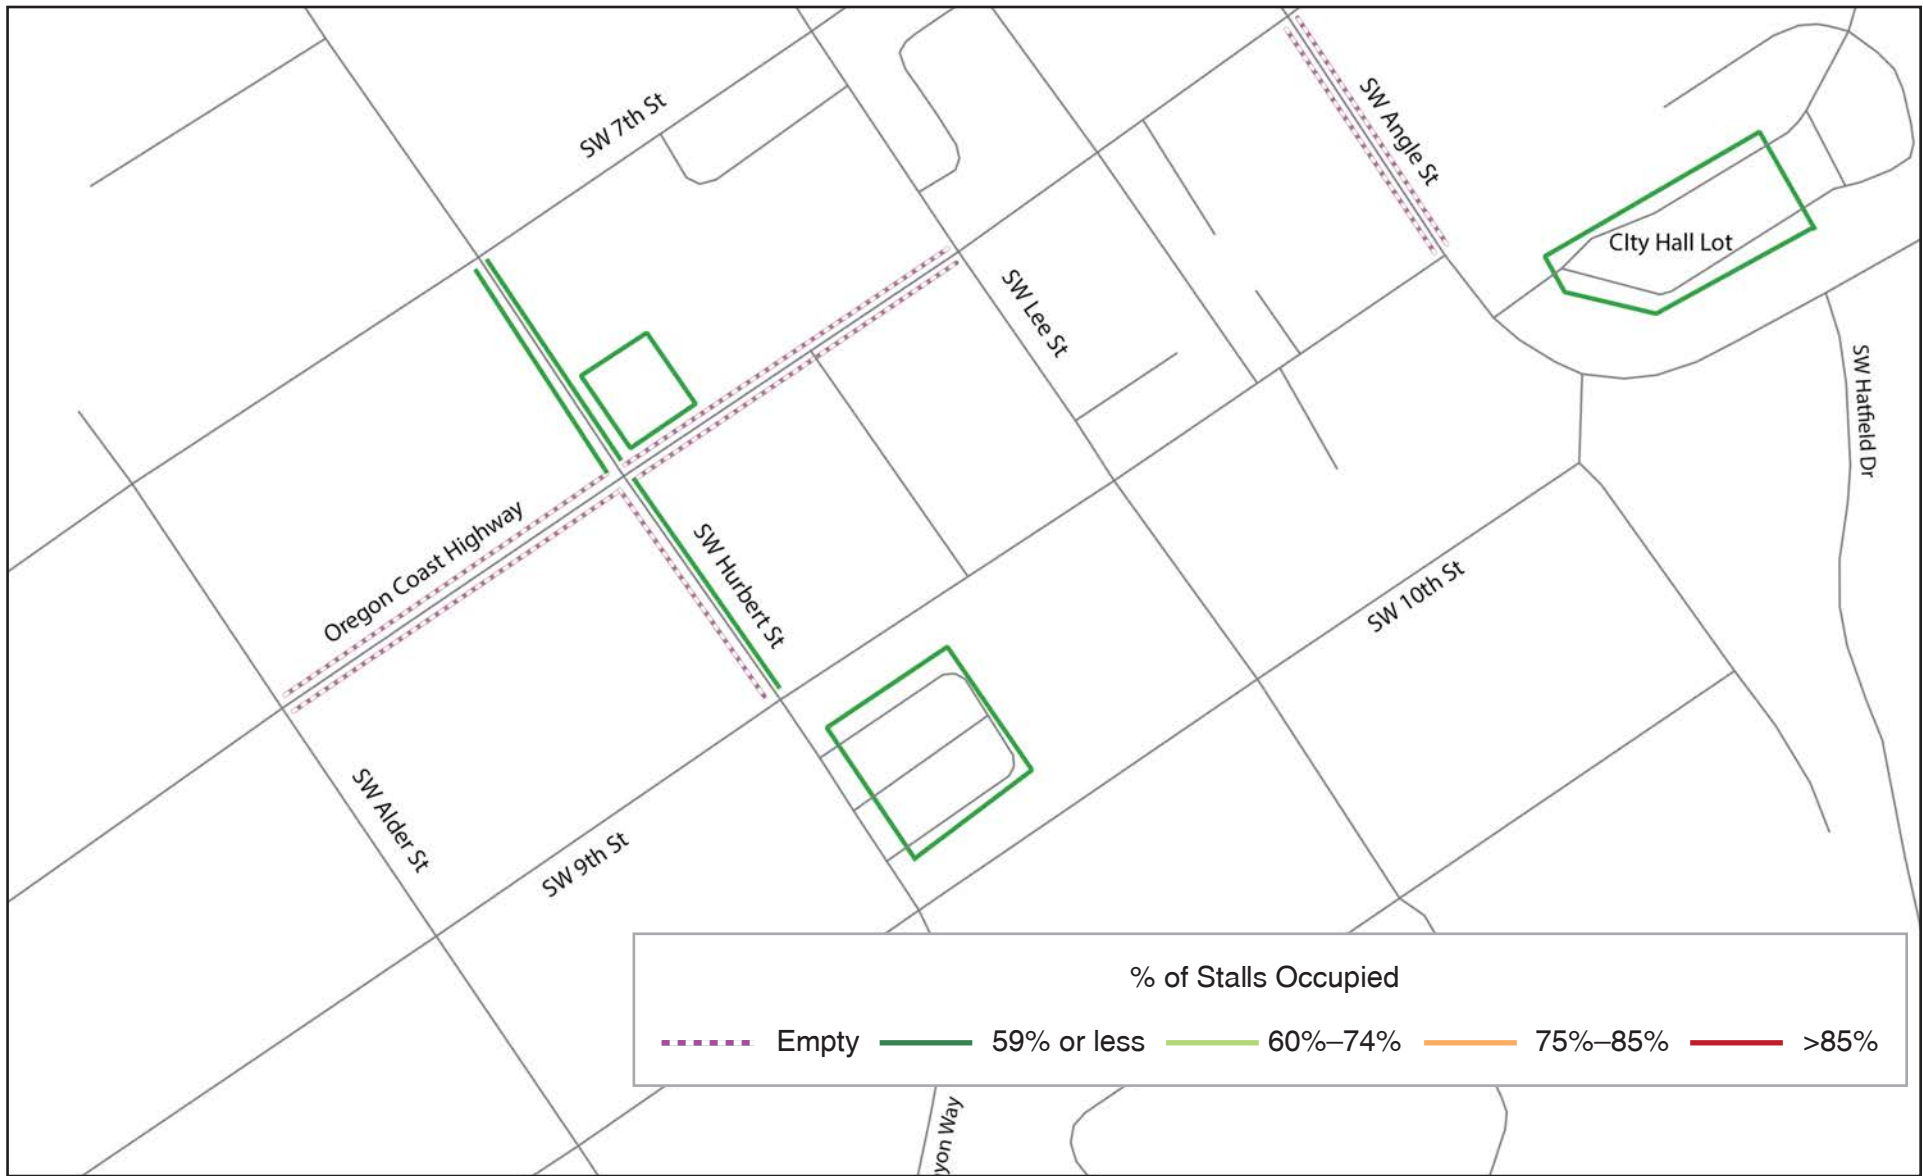 SW 7th St
SW Angle St
CIty Hall Lot
SW Lee St
SW Hatfield Dr
Oregon Coast Highway
SW Hurbert St
SW 10th St
SW Alder St
SW 9th St
% of Stalls Occupied
Empty 59% or less 60%–74% 75%–85% >85%
yon Way